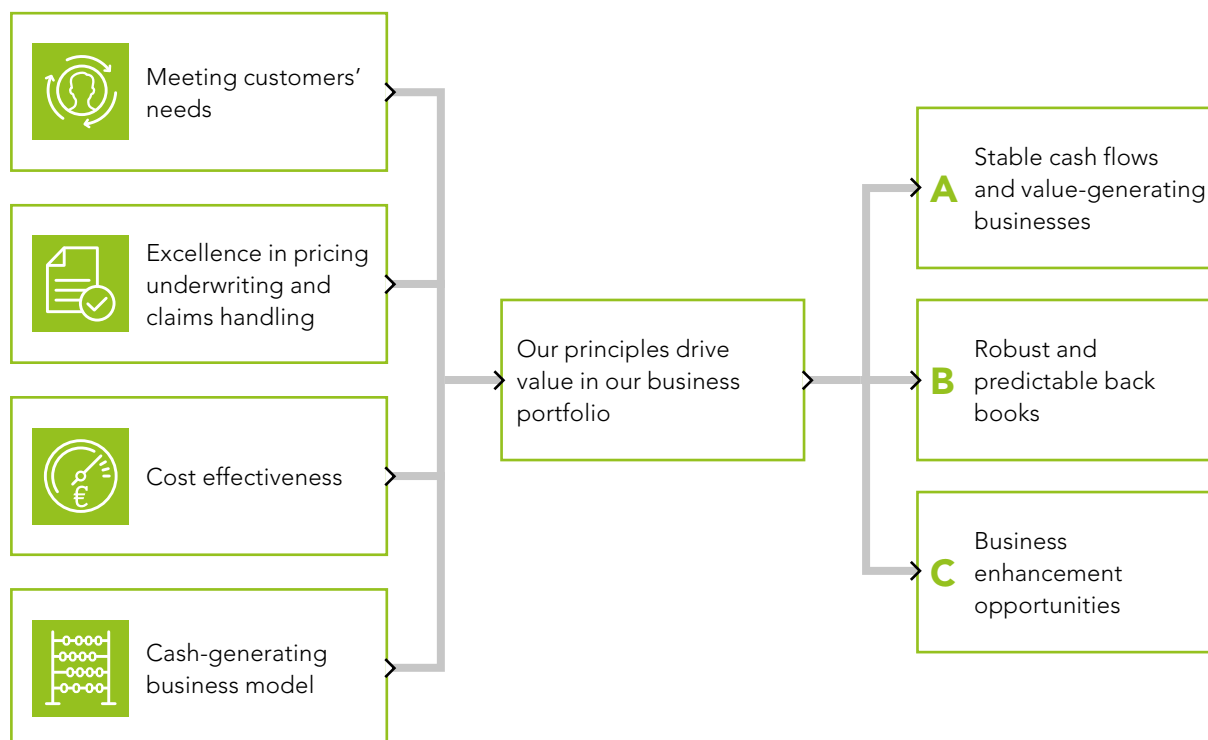 Meeting customers’
needs
Excellence in pricing
underwriting and
claims handling
€
Cost effectiveness
Cash-generating
business model
Our principles drive
value in our business
portfolio
A
Stable cash flows
and value-generating
businesses
B
Robust and
predictable back
books
C
Business
enhancement
opportunities